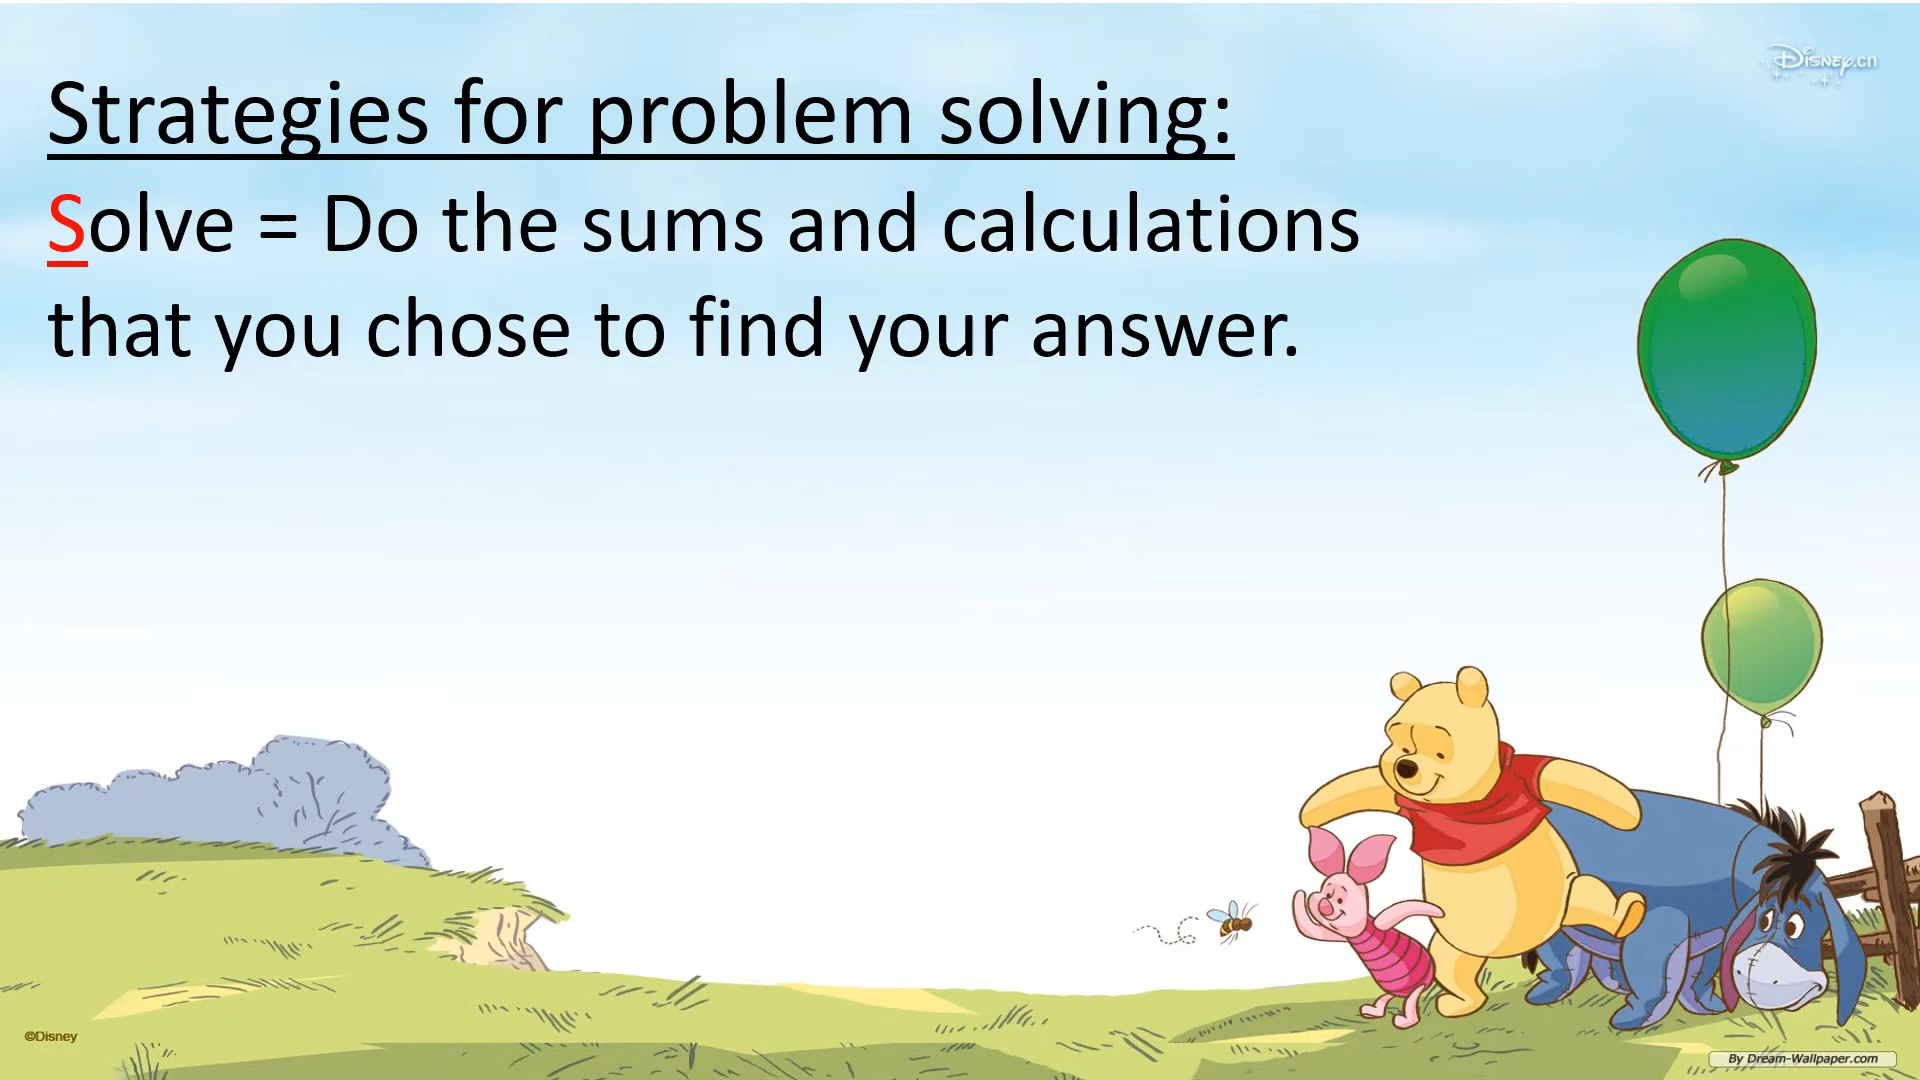 Disney.cn
Strategies for problem solving:
Solve = Do the sums and calculations
that you chose to find your answer.
©Disney
By Dream-Wallpaper.com